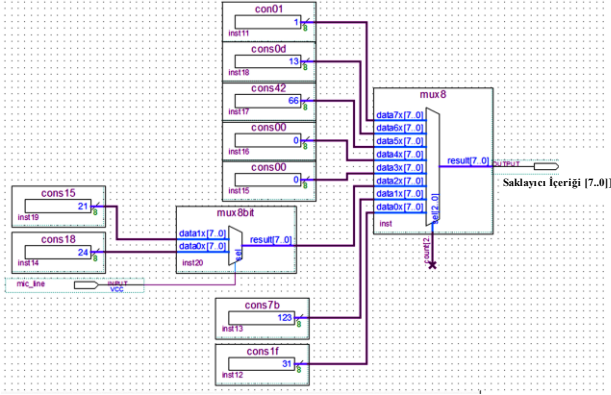 con01
1
8
inst11
cons0d
13
8
inst18
cons42
66
8
inst17
cons00
0
8
inst16
cons00
0
8
inst15
mux8
data7x [7..0]
data6x [7..0]
data5x [7..0]
data4x [7..0]
data3x [7..0]
data2x [7..0]
data1x [7..0]
data0x [7..0]
result[7..0]
sel[2..0]
inst
count[2..
OUTPUT
Saklayıcı İçeriği [7..0]]
cons15
21
8
inst19
cons18
24
8
inst14
mux8bit
data1x [7..0]
data0x [7..0]
result[7..0]
sel
inst20
mic_line
INPUT
VCC
cons7b
123
8
inst13
cons1f
31
8
inst12